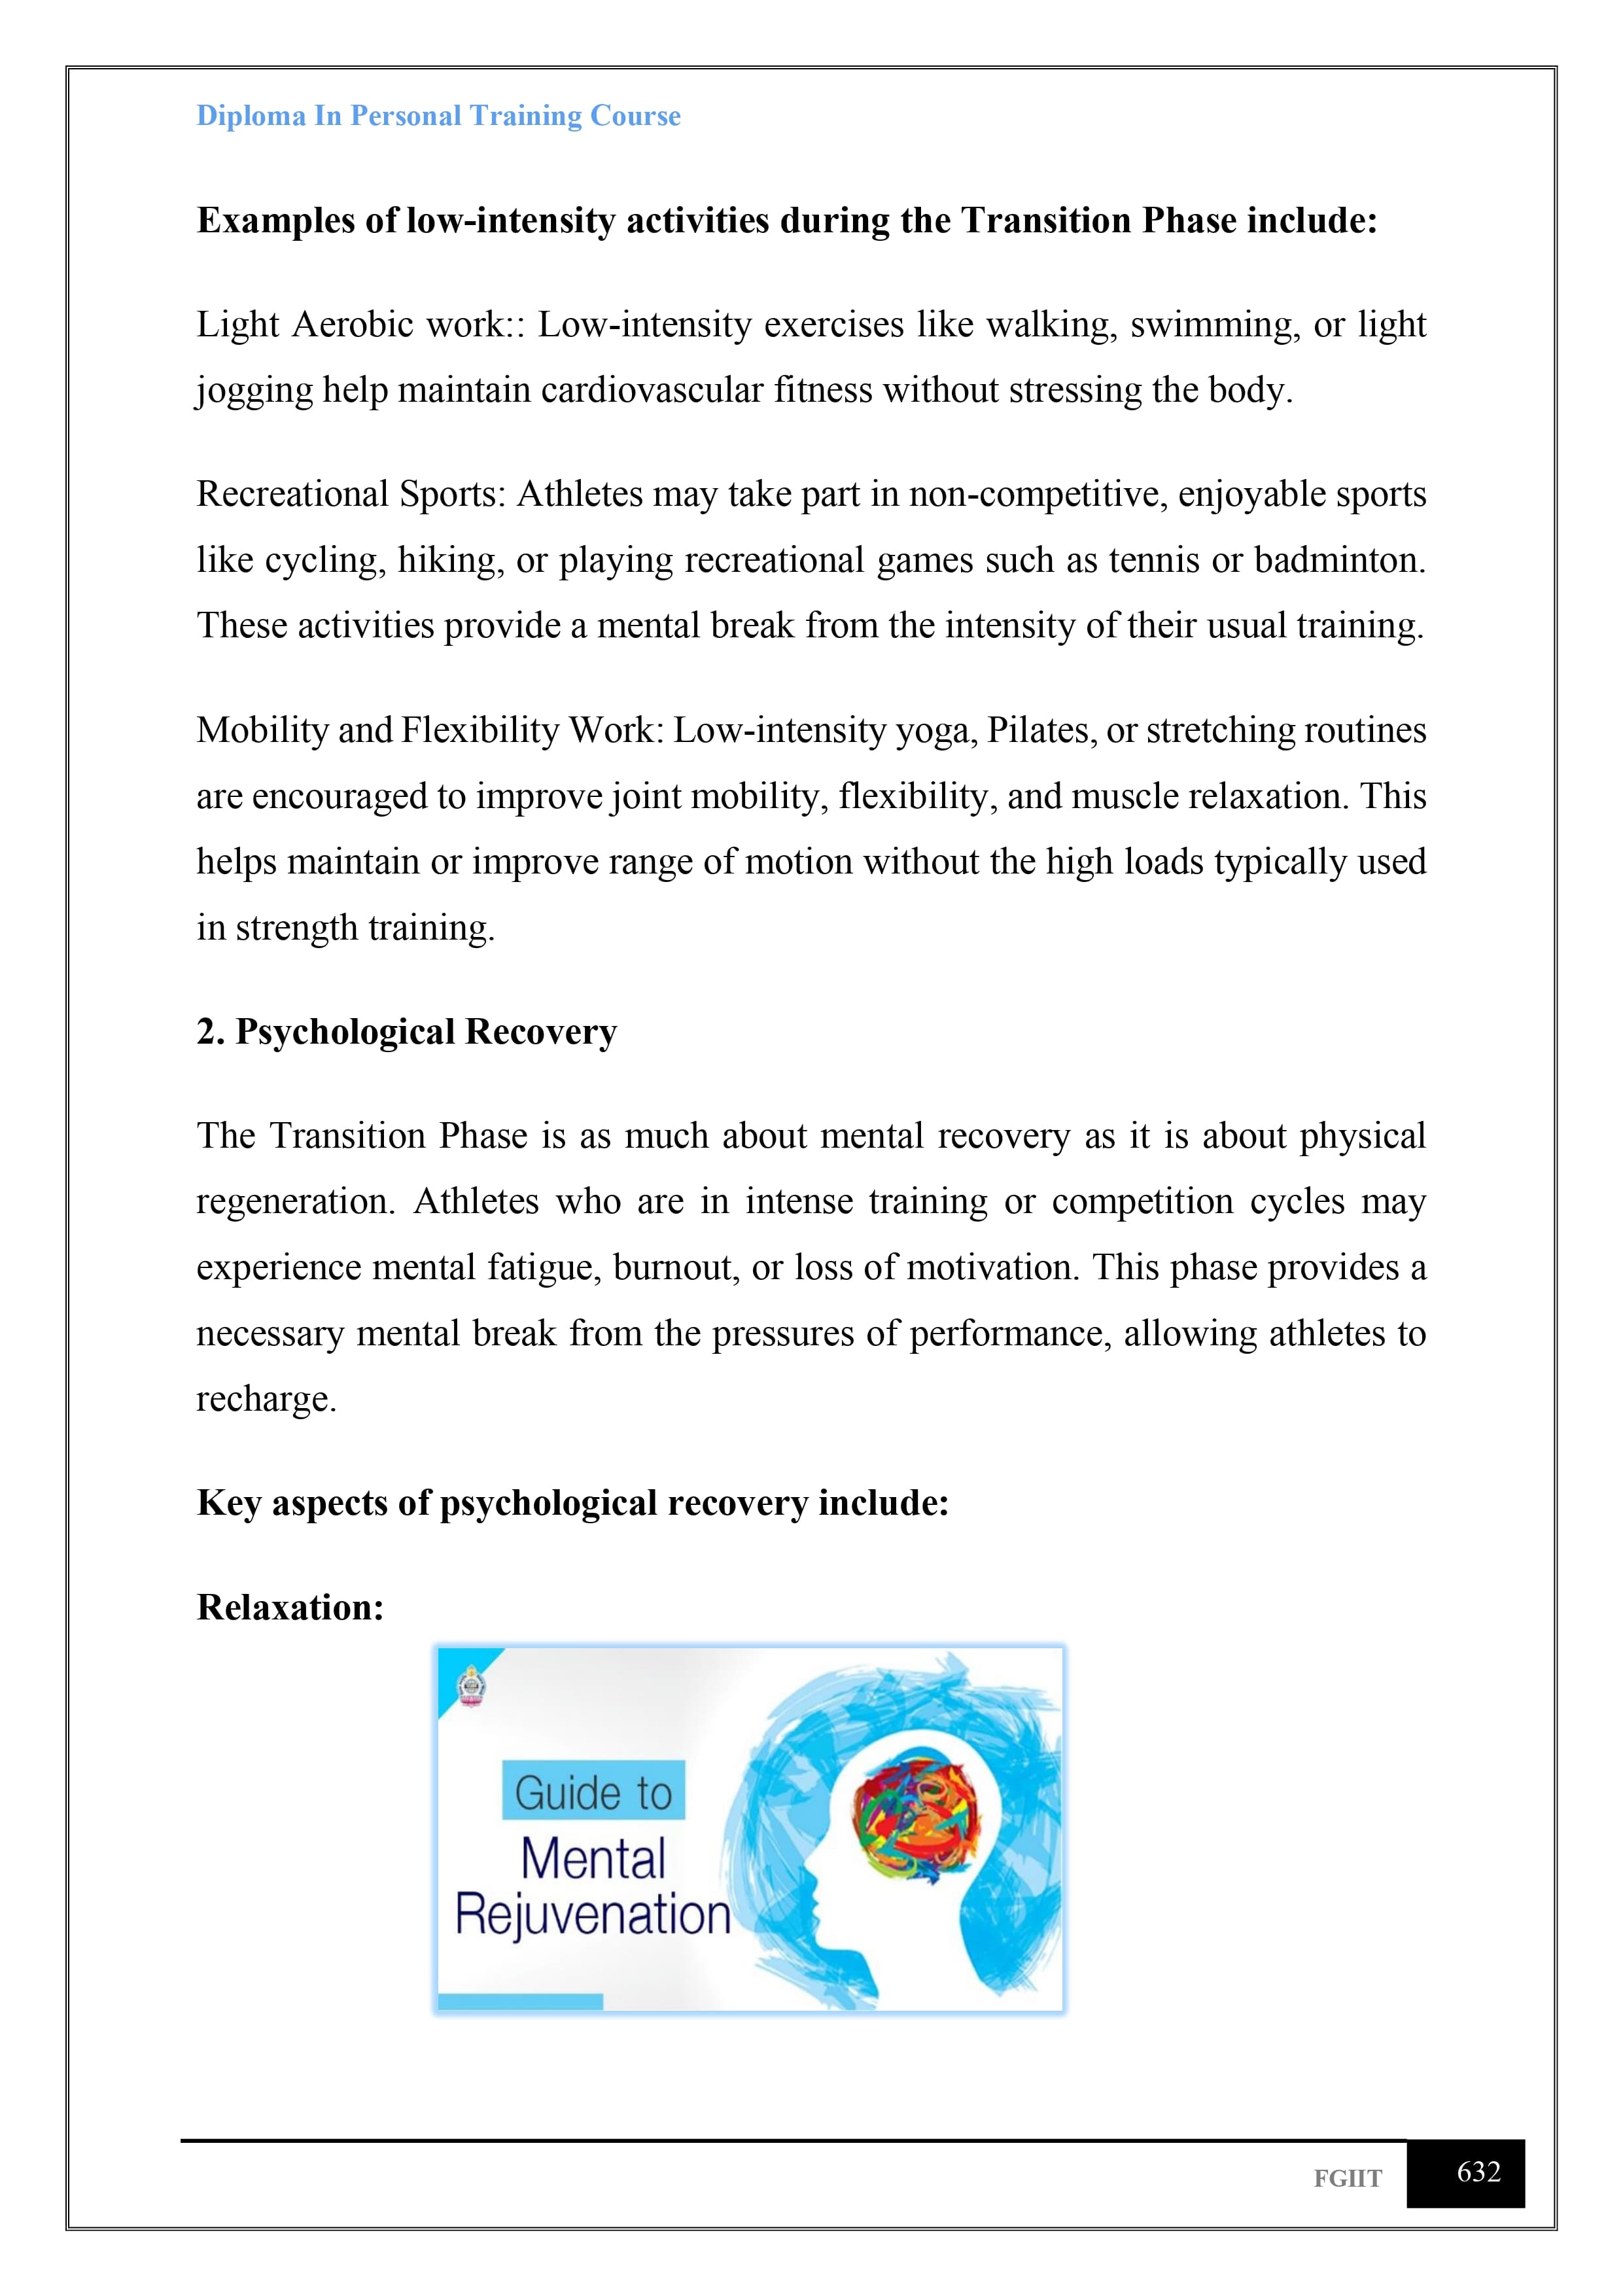 Diploma In Personal Training Course
Examples of low-intensity activities during the Transition Phase include:
Light Aerobic work:: Low-intensity exercises like walking, swimming, or light
jogging help maintain cardiovascular fitness without stressing the body.
Recreational Sports: Athletes may take part in non-competitive, enjoyable sports
like cycling, hiking, or playing recreational games such as tennis or badminton.
These activities provide a mental break from the intensity of their usual training.
Mobility and Flexibility Work: Low-intensity yoga, Pilates, or stretching routines
are encouraged to improve joint mobility, flexibility, and muscle relaxation. This
helps maintain or improve range of motion without the high loads typically used
in strength training.
2. Psychological Recovery
The Transition Phase is as much about mental recovery as it is about physical
regeneration. Athletes who are in intense training or competition cycles may
experience mental fatigue, burnout, or loss of motivation. This phase provides a
necessary mental break from the pressures of performance, allowing athletes to
recharge.
Key aspects of psychological recovery include:
Relaxation:
Guide to
Mental
Rejuvenation
FGIIT
632